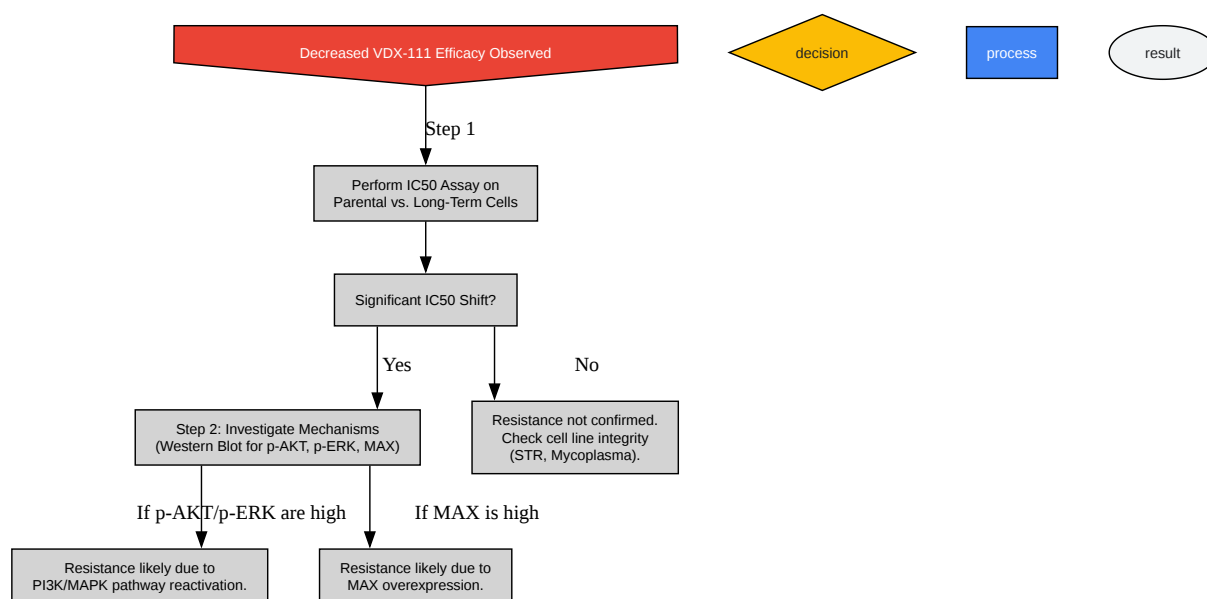 Decreased VDX-111 Efficacy Observed
decision
process
result
Step 1
Perform IC50 Assay on
Parental vs. Long-Term Cells
Significant IC50 Shift?
Yes
No
Step 2: Investigate Mechanisms
(Western Blot for p-AKT, p-ERK, MAX)
Resistance not confirmed.
Check cell line integrity
(STR, Mycoplasma).
If p-AKT/p-ERK are high
If MAX is high
Resistance likely due to
PI3K/MAPK pathway reactivation.
Resistance likely due to
MAX overexpression.